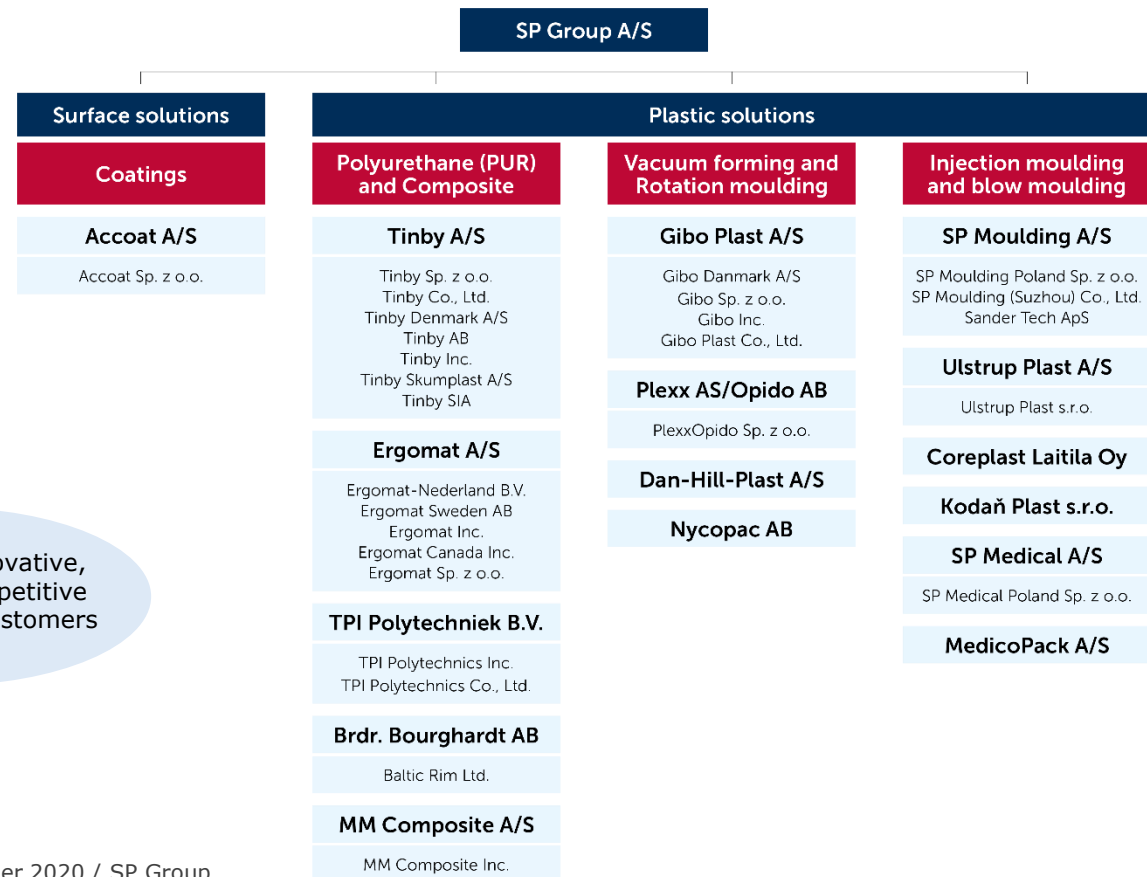 SP Group A/S
Surface solutions
Plastic solutions
Coatings
Polyurethane (PUR)
and Composite
Vacuum forming and
Rotation moulding
Injection moulding
and blow moulding
Accoat A/S
Accoat Sp. z o.o.
Tinby A/S
Tinby Sp. z o.o.
Tinby Co., Ltd.
Tinby Denmark A/S
Tinby AB
Tinby Inc.
Tinby Skumplast A/S
Tinby SIA
Ergomat A/S
Ergomat-Nederland B.V.
Ergomat Sweden AB
Ergomat Inc.
Ergomat Canada Inc.
Ergomat Sp. z o.o.
TPI Polytechniek B.V.
TPI Polytechnics Inc.
TPI Polytechnics Co., Ltd.
Brdr. Bourghardt AB
Baltic Rim Ltd.
MM Composite A/S
MM Composite Inc.
Gibo Plast A/S
Gibo Danmark A/S
Gibo Sp. z o.o.
Gibo Inc.
Gibo Plast Co., Ltd.
Plexx AS/Opido AB
PlexxOpido Sp. z o.o.
Dan-Hill-Plast A/S
Nycopac AB
SP Moulding A/S
SP Moulding Poland Sp. z o.o.
SP Moulding (Suzhou) Co., Ltd.
Sander Tech ApS
Ulstrup Plast A/S
Ulstrup Plast s.r.o.
Coreplast Laitila Oy
Kodaň Plast s.r.o.
SP Medical A/S
SP Medical Poland Sp. z o.o.
MedicoPack A/S
ovative,
petitive
stomers
er 2020 / SP Group